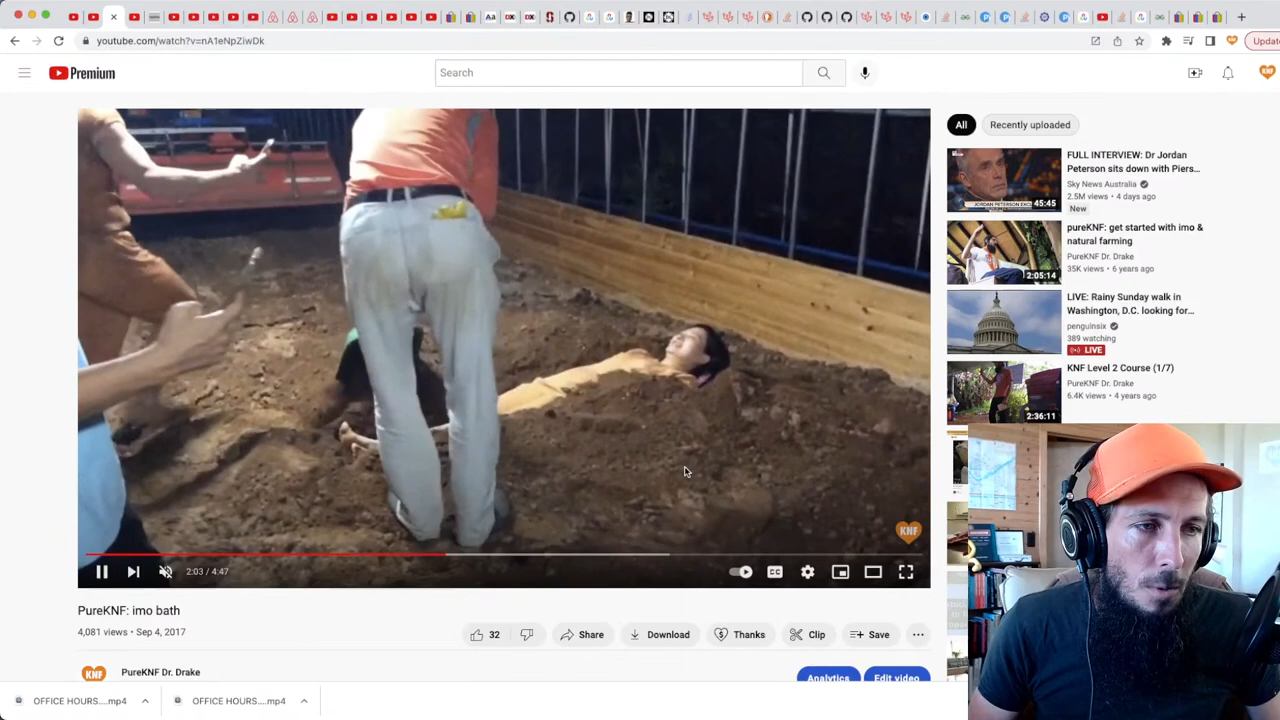 youtube.com/watch?v=nA1eNpZiwDk
Update
Premium
Search
KNF
All
Recently uploaded
FULL INTERVIEW: Dr Jordan
Peterson sits down with Piers...
Sky News Australia
2.5M views • 4 days ago
New
45:45
pureKNF: get started with imo &
natural farming
PureKNF Dr. Drake
35K views • 6 years ago
2:05:14
LIVE: Rainy Sunday walk in
Washington, D.C. looking for...
penguinsix
389 watching
LIVE
KNF Level 2 Course (1/7)
PureKNF Dr. Drake
6.4K views • 4 years ago
2:36:11
KNF
2:03 / 4:47
CC
PureKNF: imo bath
4,081 views • Sep 4, 2017
32
Share
Download
Thanks
Clip
Save
KNF
PureKNF Dr. Drake
Analytics
Edit video
OFFICE HOURS....mp4
OFFICE HOURS....mp4